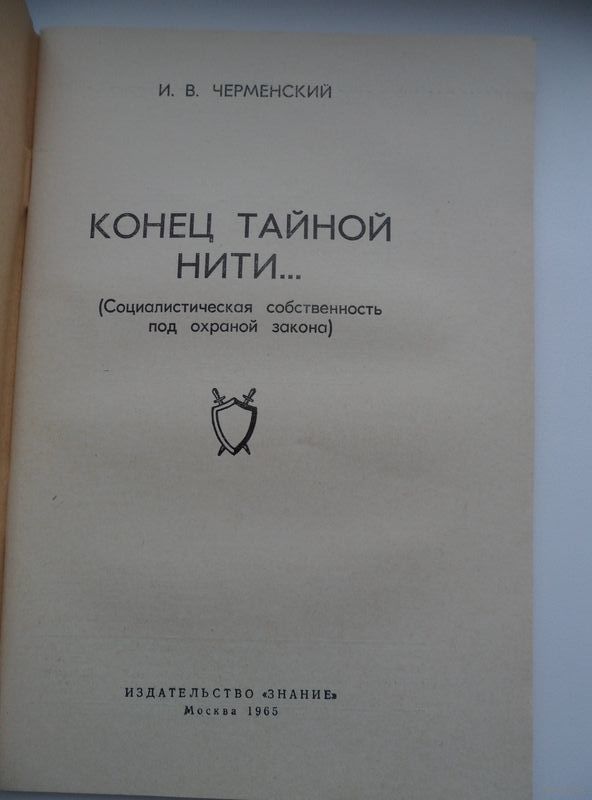 И. В. ЧЕРМЕНСКИЙ
КОНЕЦ ТАЙНОЙ
НИТИ...
(Социалистическая собственность
под охраной закона)
ИЗДАТЕЛЬСТВО «ЗНАНИЕ»
Москва 1965